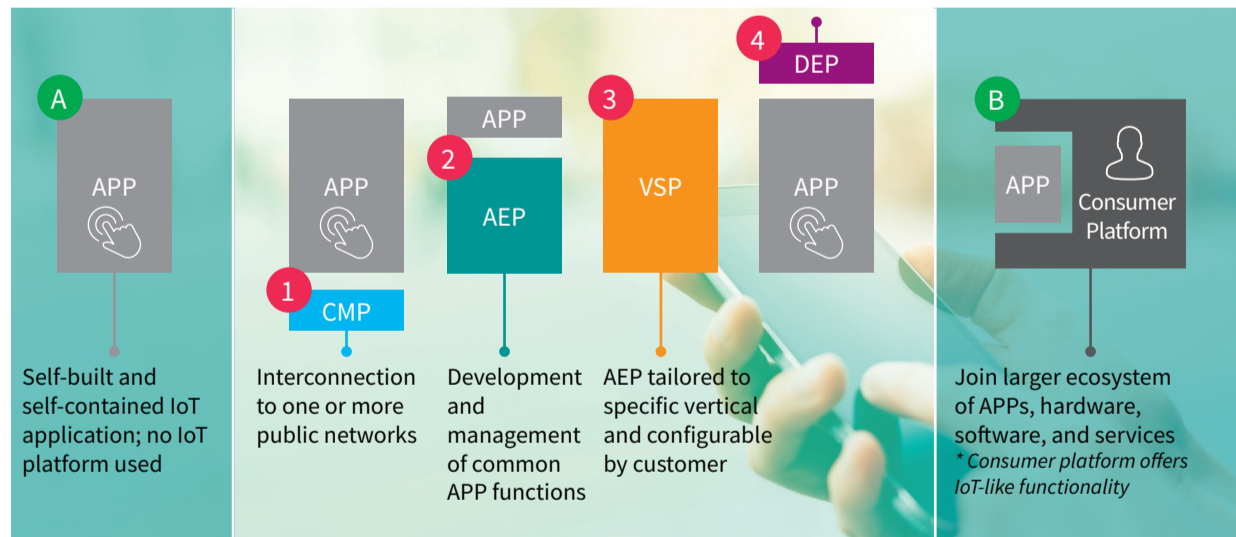 A
APP
Self-built and
self-contained IoT
application; no IoT
platform used
APP
1
CMP
Interconnection
to one or more
public networks
APP
2
AEP
Development
and
management
of common
APP functions
3
VSP
AEP tailored to
specific vertical
and configurable
by customer
4
DEP
APP
B
APP
Consumer
Platform
Join larger ecosystem
of APPs, hardware,
software, and services
* Consumer platform offers
IoT-like functionality